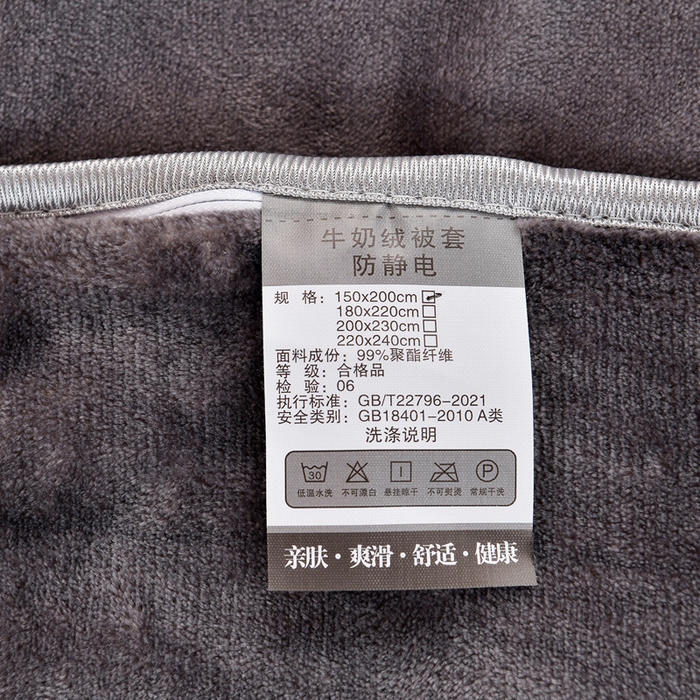 牛奶绒被套
防静电
规 格：150x200cm
180x220cm
200x230cm
220x240cm
面料成份：99%聚酯纤维
等 级：合格品
检 验：06
执行标准：GB/T22796-2021
安全类别：GB18401-2010 A类
洗涤说明
30 P
低温水洗 不可漂白 悬挂晾干 不可熨烫 常规干洗
亲肤·爽滑·舒适·健康